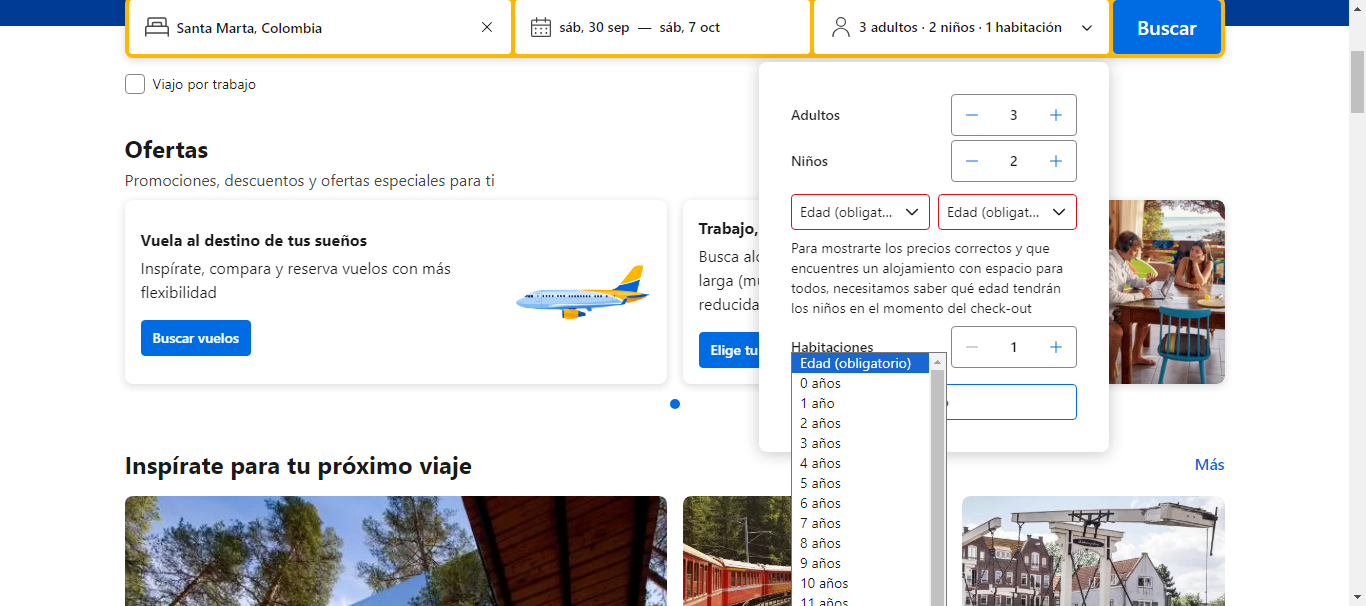 Santa Marta, Colombia
sáb, 30 sep — sáb, 7 oct
3 adultos · 2 niños · 1 habitación
Buscar
Viajo por trabajo
Adultos
3
Niños
2
Edad (obligat...
Edad (obligat...
Para mostrarte los precios correctos y que
encuentres un alojamiento con espacio para
todos, necesitamos saber qué edad tendrán
los niños en el momento del check-out
Habitaciones
1
Edad (obligatorio)
0 años
1 año
2 años
3 años
4 años
5 años
6 años
7 años
8 años
9 años
10 años
11 años
Ofertas
Promociones, descuentos y ofertas especiales para ti
Vuela al destino de tus sueños
Inspírate, compara y reserva vuelos con más
flexibilidad
Buscar vuelos
Trabajo,
Busca
larga
reducida
Elige tu
Inspírate para tu próximo viaje
Más